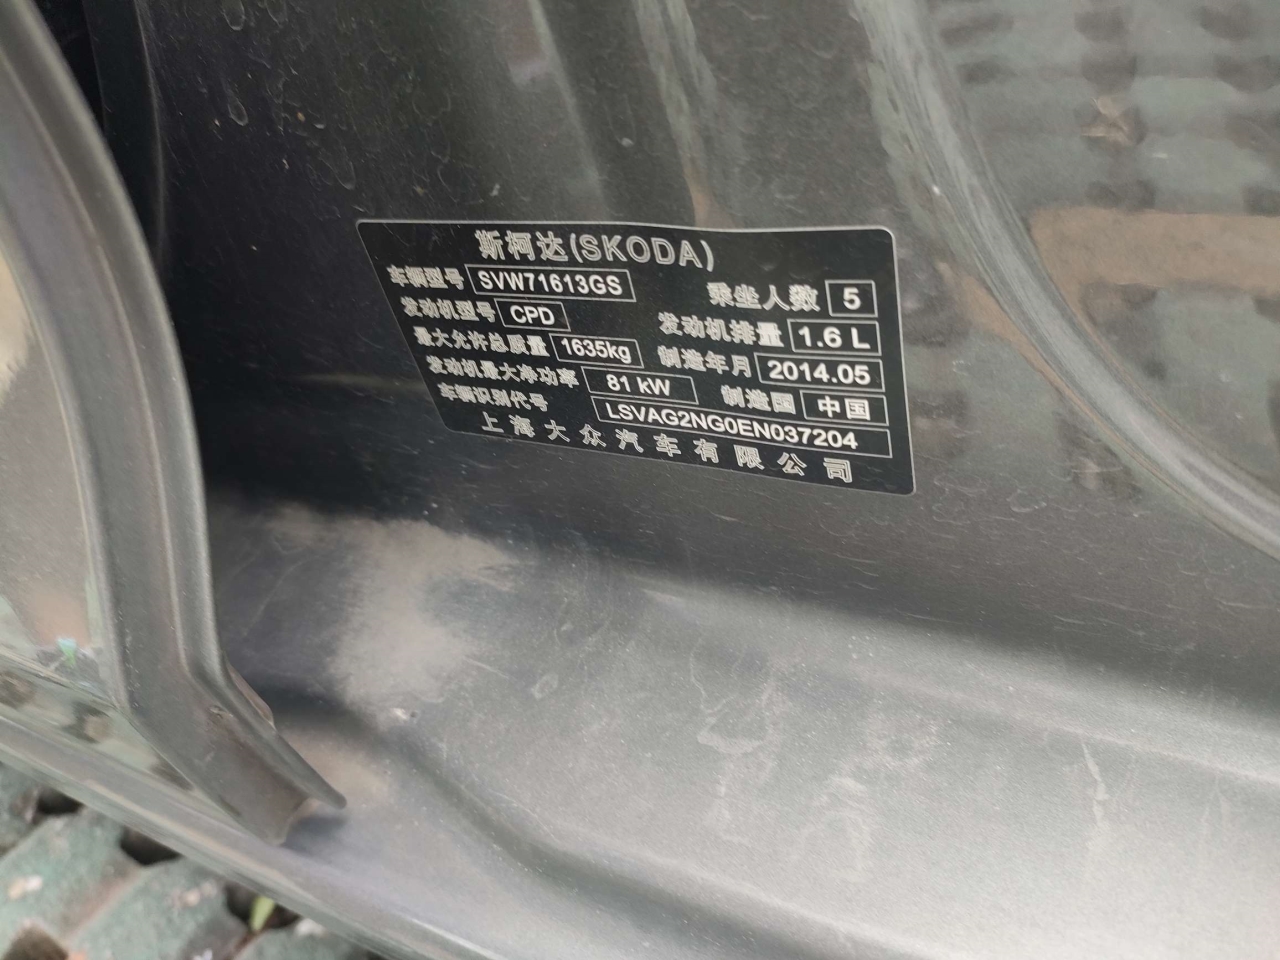 斯柯达(SKODA)
车辆型号 SVW71613GS 乘坐人数 5
发动机型号 CPD 发动机排量 1.6 L
最大允许总质量 1635kg 制造年月 2014.05
发动机最大净功率 81 kW 制造国 中国
车辆识别代号 LSVAG2NG0EN037204
上海大众汽车有限公司